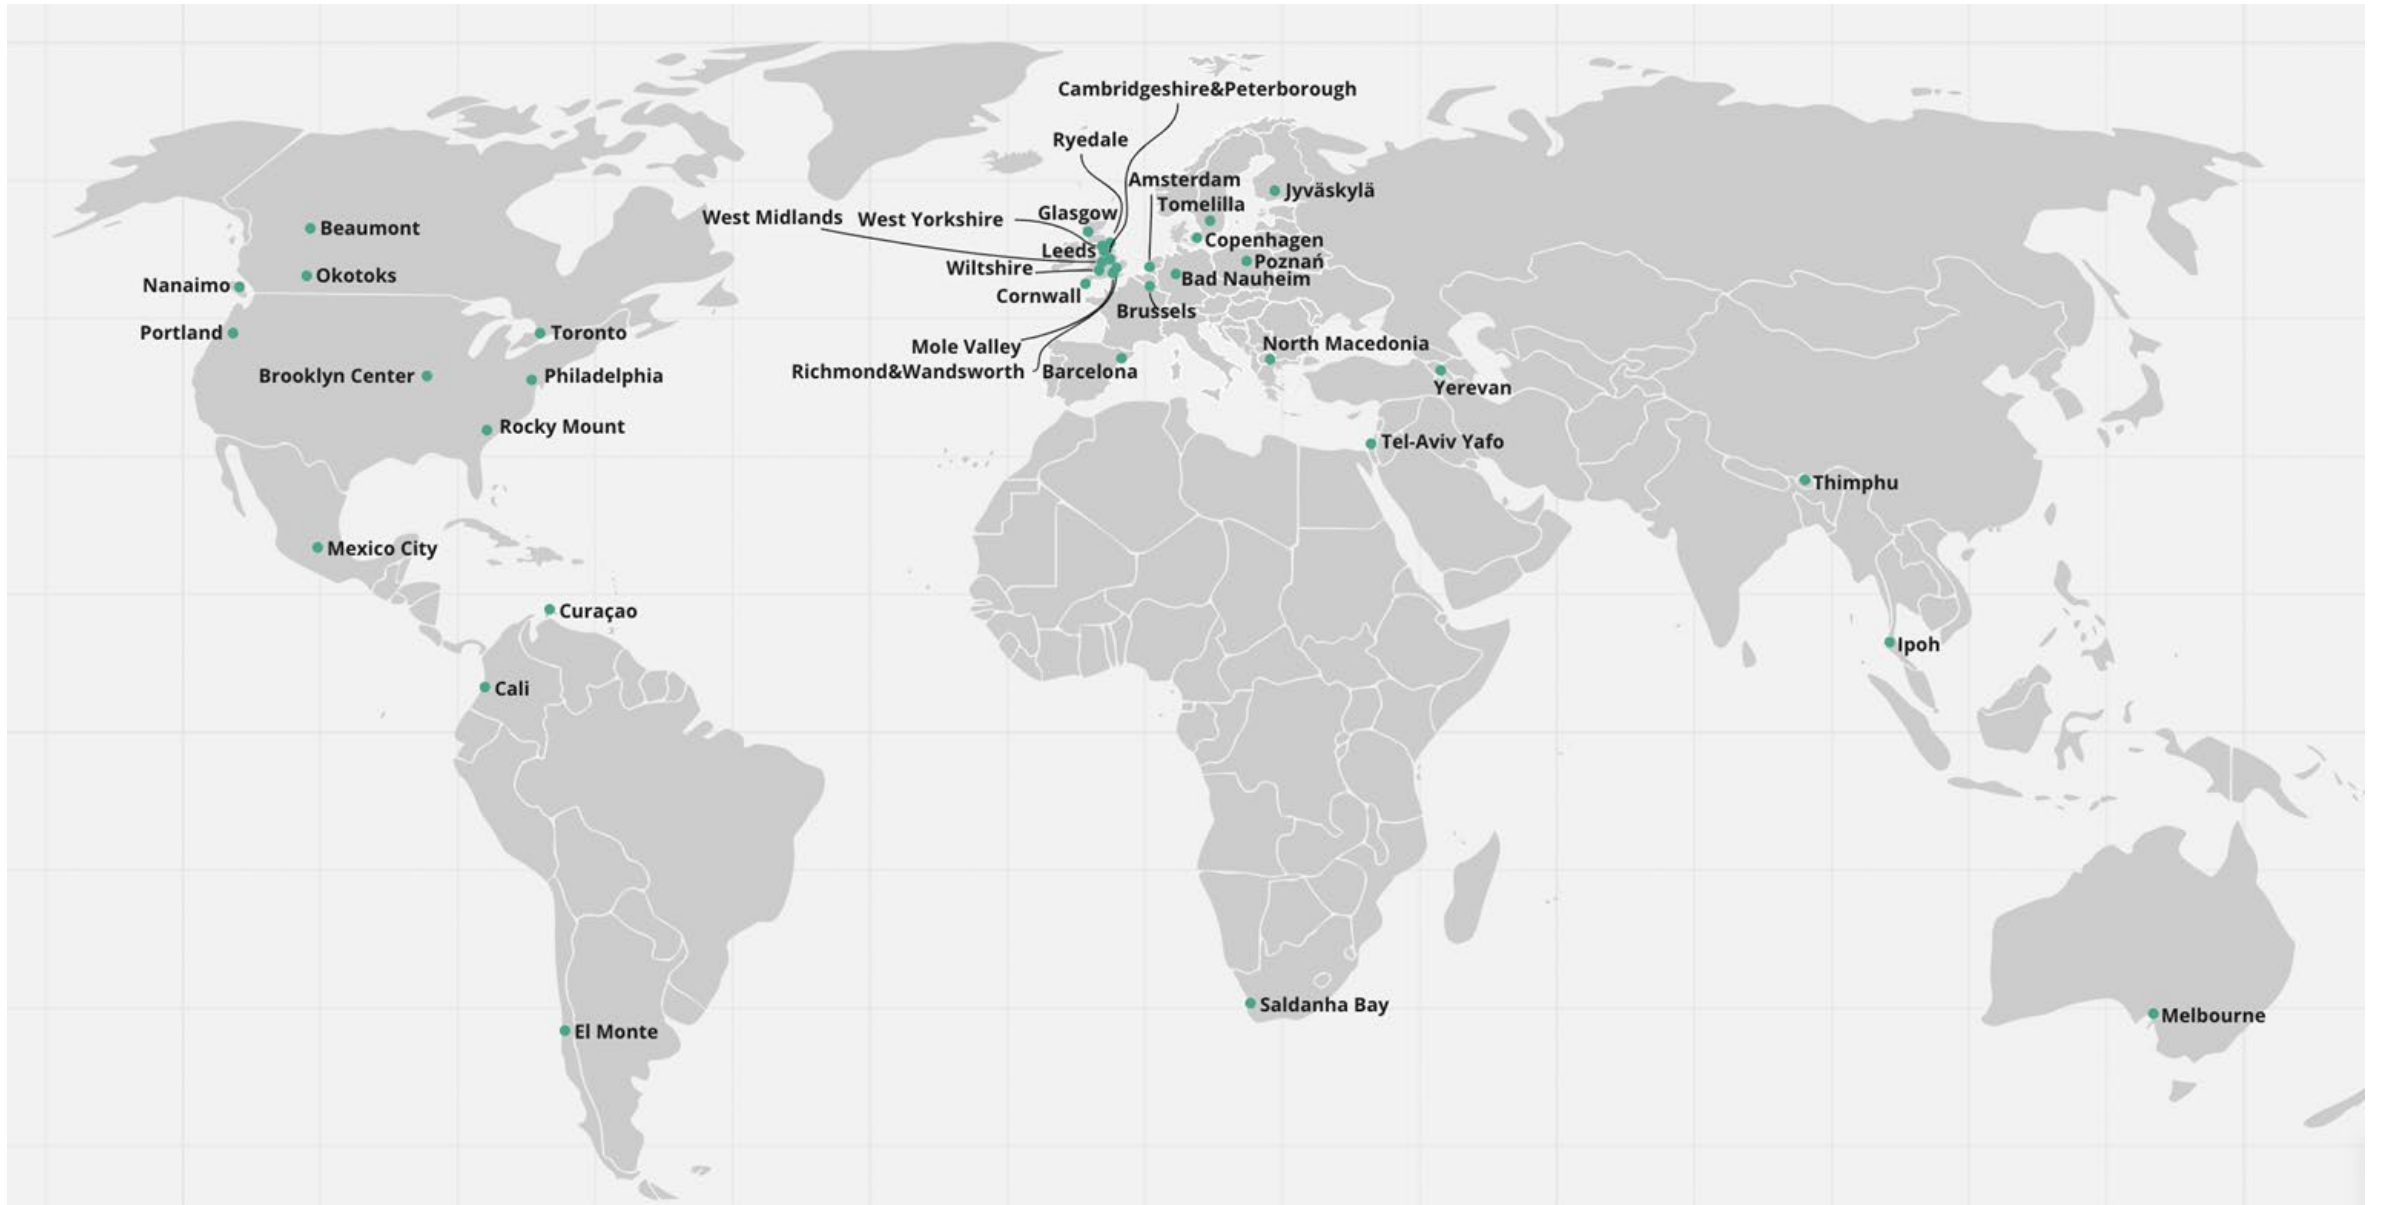 Cambridgeshire&Peterborough
Ryedale
Amsterdam
Jyväskylä
Tomelilla
West Midlands
West Yorkshire
Glasgow
Beaumont
Copenhagen
Leeds
Poznań
Wiltshire
Okotoks
Bad Nauheim
Nanaimo
Cornwall
Brussels
Portland
Toronto
North Macedonia
Mole Valley
Richmond&Wandsworth
Barcelona
Brooklyn Center
Philadelphia
Yerevan
Rocky Mount
Tel-Aviv Yafo
Thimphu
Mexico City
Curaçao
Ipoh
Cali
Saldanha Bay
Melbourne
El Monte